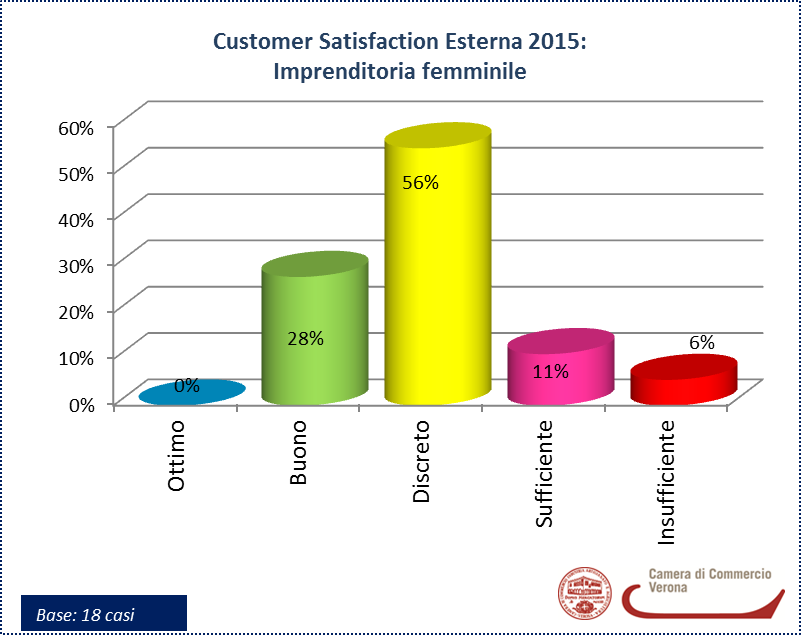 Customer Satisfaction Esterna 2015:
Imprenditoria femminile
60%
50%
40%
30%
20%
10%
0%
0%
28%
56%
11%
6%
Ottimo
Buono
Discreto
Sufficiente
Insufficiente
Base: 18 casi
Camera di Commercio
Verona